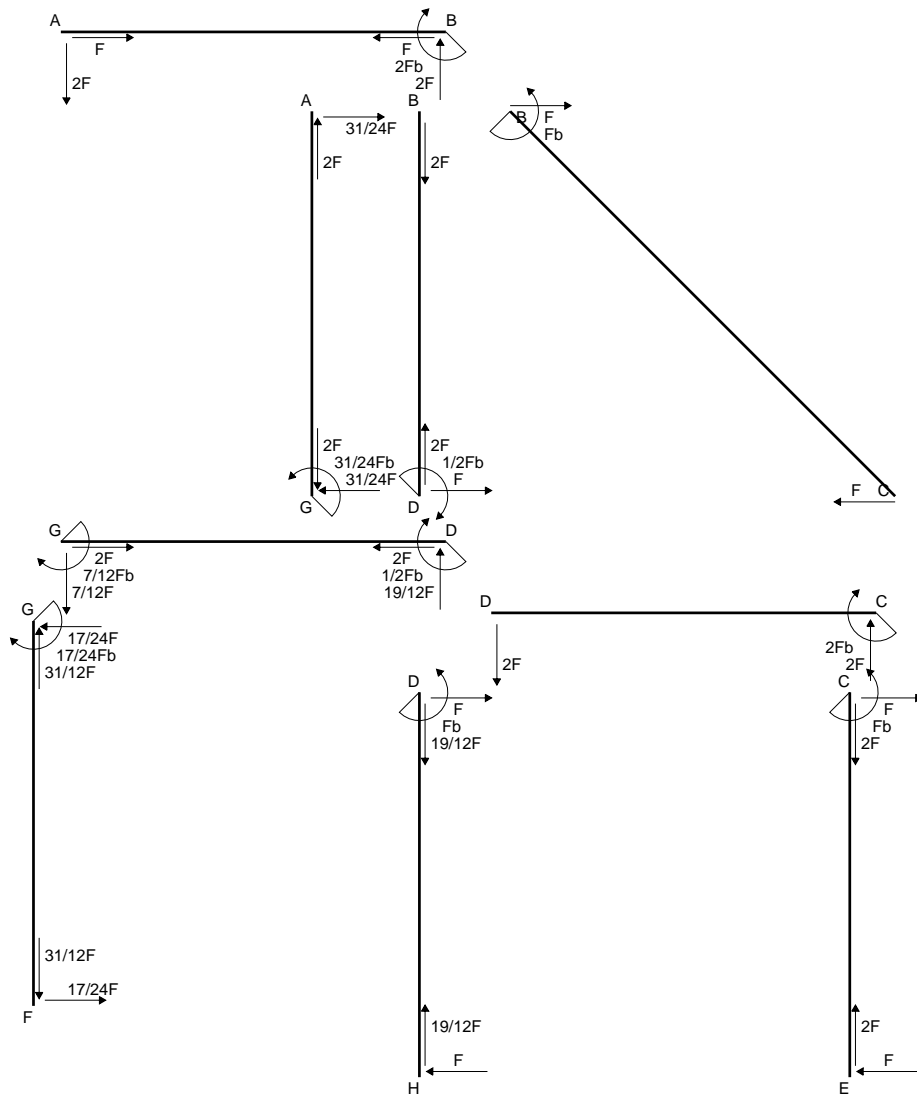 A B
F F
2Fb
2F 2F
A B
B F
31/24F Fb
2F 2F
2F 2F
31/24Fb 1/2Fb
31/24F F F C
G D
G D
2F 2F
7/12Fb 1/2Fb
7/12F 19/12F
G D C
17/24F
17/24Fb 2Fb
31/12F 2F 2F
D C
F F
Fb Fb
19/12F 2F
31/12F
17/24F
F
19/12F 2F
F F
H E